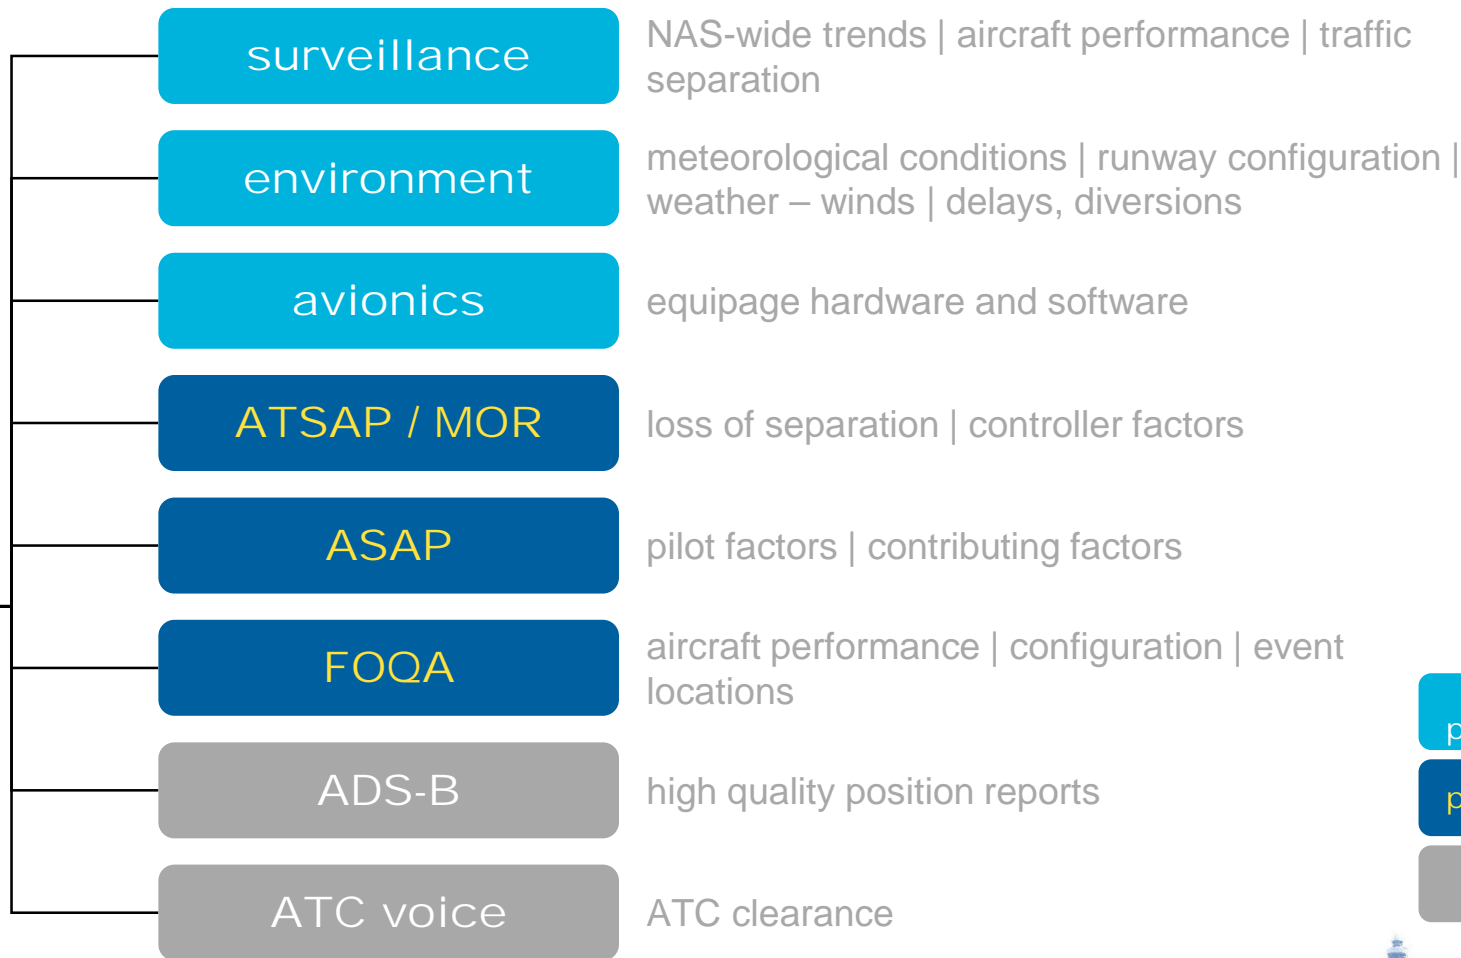 surveillance
NAS-wide trends | aircraft performance | traffic
separation
environment
meteorological conditions | runway configuration |
weather – winds | delays, diversions
avionics
equipage hardware and software
ATSAP / MOR
loss of separation | controller factors
ASAP
pilot factors | contributing factors
FOQA
aircraft performance | configuration | event
locations
ADS-B
high quality position reports
ATC voice
ATC clearance